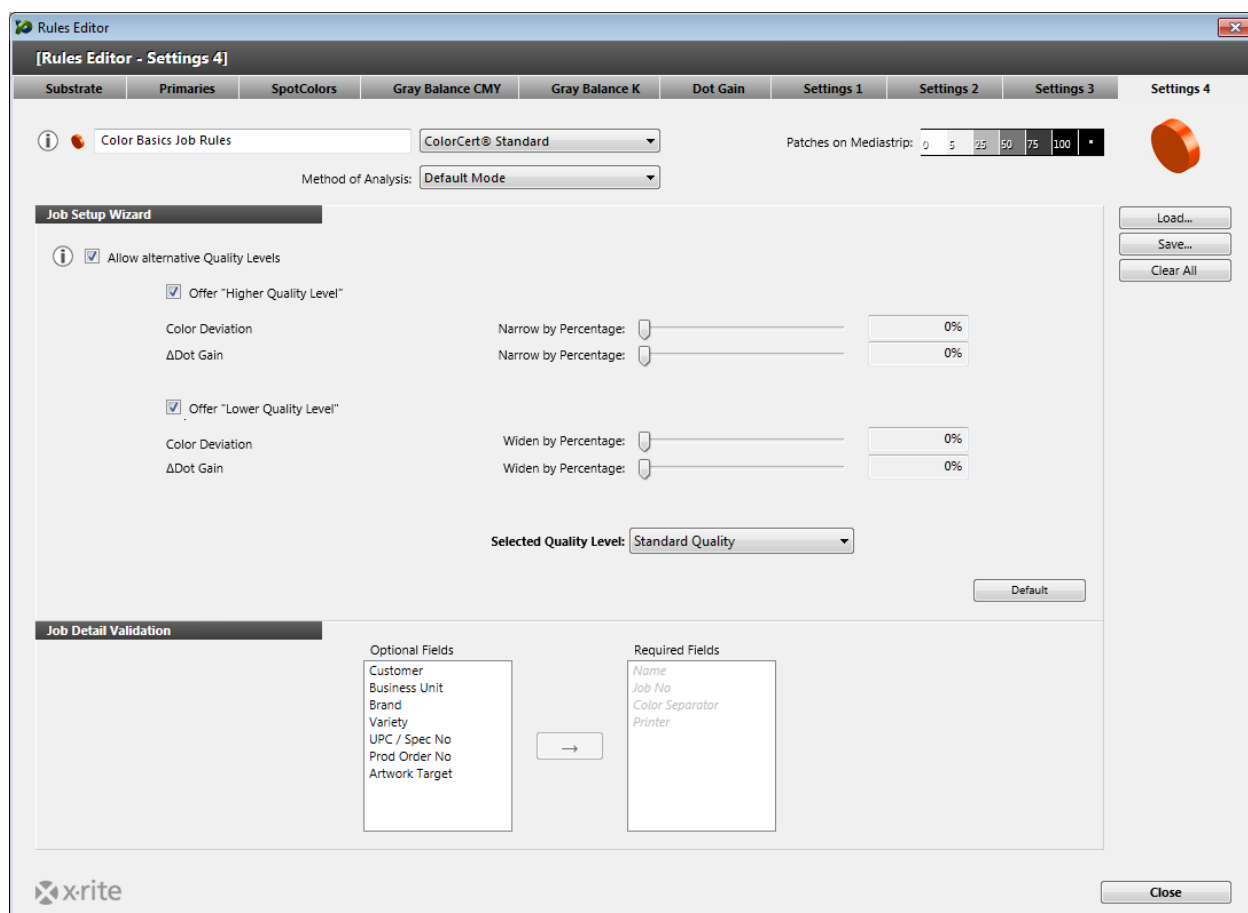 Rules Editor
[Rules Editor - Settings 4]
Substrate Primaries SpotColors Gray Balance CMY Gray Balance K Dot Gain Settings 1 Settings 2 Settings 3 Settings 4
Color Basics Job Rules ColorCert® Standard Patches on Mediastrip: 0 5 25 50 75 100 *
Method of Analysis: Default Mode
Job Setup Wizard
Load...
Save...
Clear All
Allow alternative Quality Levels
Offer "Higher Quality Level"
Color Deviation Narrow by Percentage: 0%
ΔDot Gain Narrow by Percentage: 0%
Offer "Lower Quality Level"
Color Deviation Widen by Percentage: 0%
ΔDot Gain Widen by Percentage: 0%
Selected Quality Level: Standard Quality
Default
Job Detail Validation
Optional Fields
Customer
Business Unit
Brand
Variety
UPC / Spec No
Prod Order No
Artwork Target
→
Required Fields
Name
Job No
Color Separator
Printer
x·rite
Close